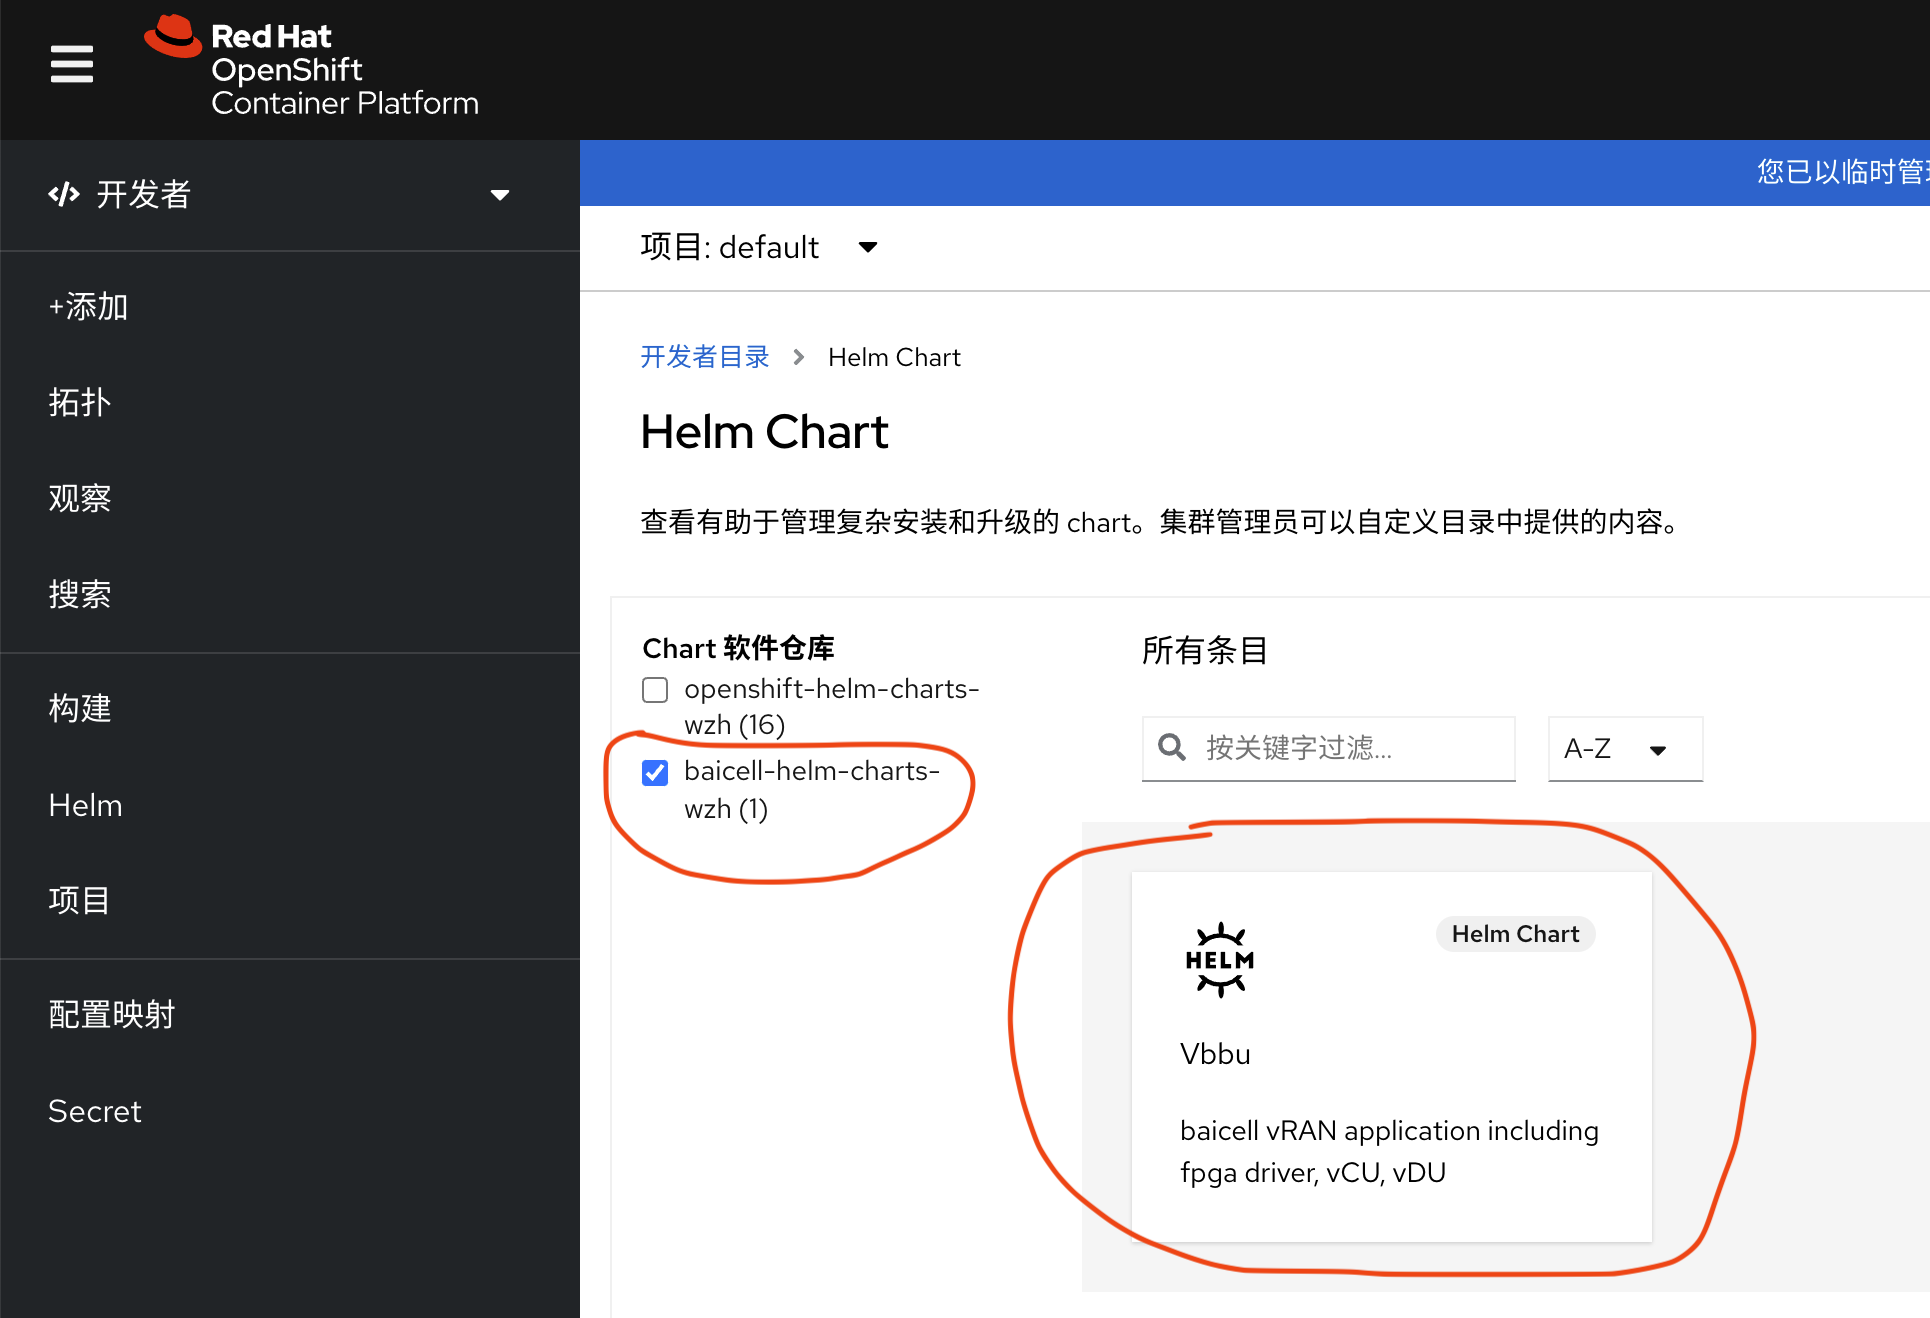 Red Hat
OpenShift
Container Platform
开发者
您已以临时管
项目: default
+添加
拓扑
观察
搜索
构建
Helm
项目
配置映射
Secret
开发者目录 > Helm Chart
Helm Chart
查看有助于管理复杂安装和升级的 chart。集群管理员可以自定义目录中提供的内容。
Chart 软件仓库
openshift-helm-charts-
wzh (16)
baicell-helm-charts-
wzh (1)
所有条目
按关键字过滤...
A-Z
HELM
Helm Chart
Vbbu
baicell vRAN application including
fpga driver, vCU, vDU